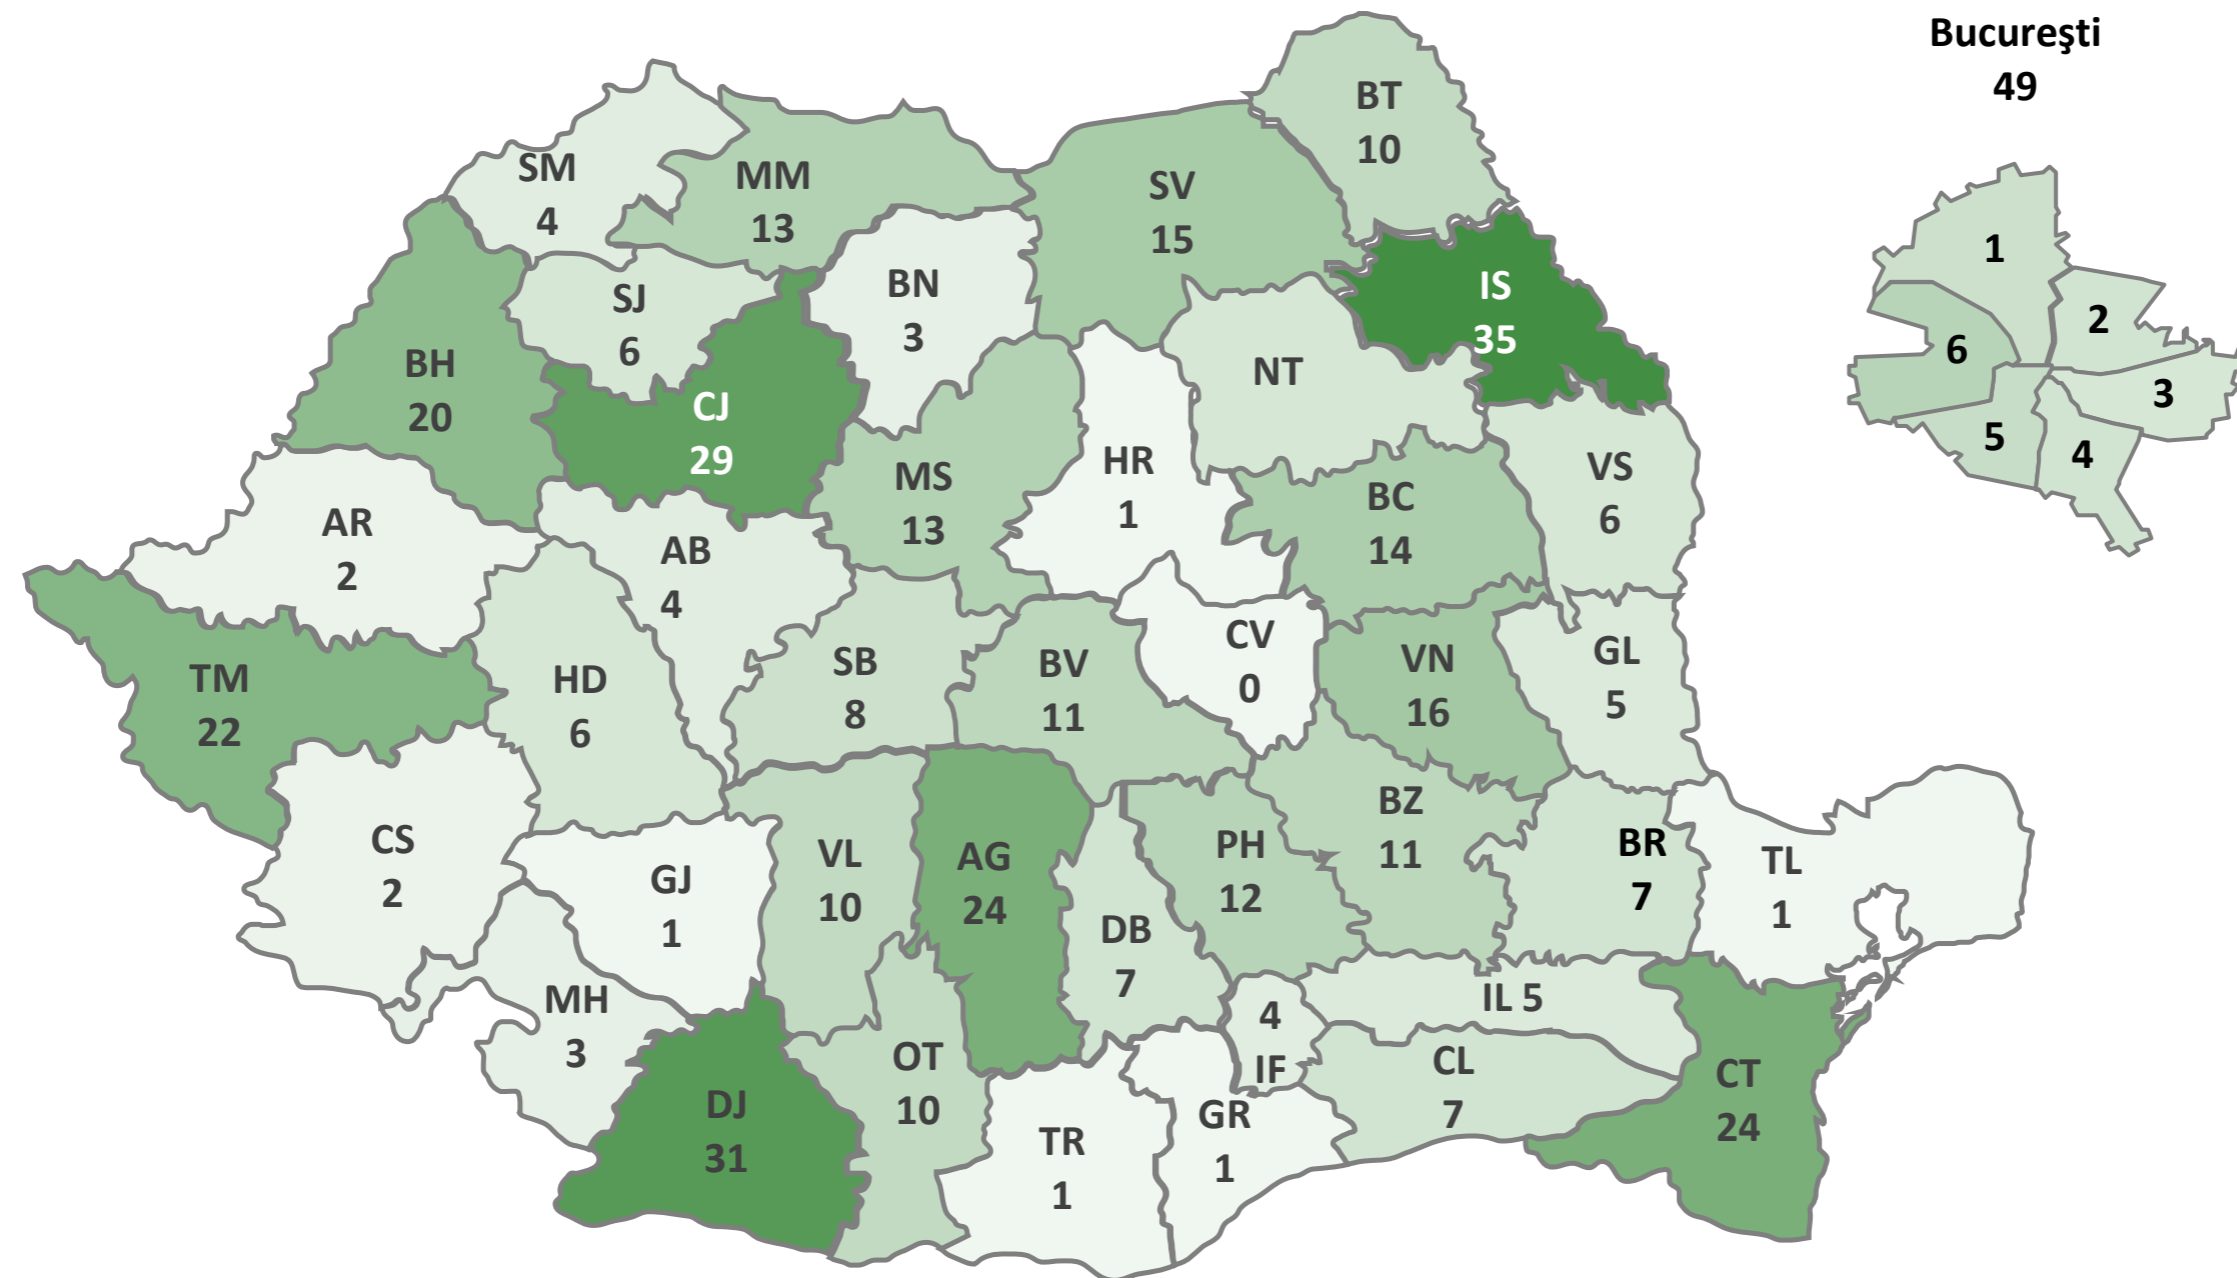 Bucureşti
49
BT
10
SM
4
MM
13
SV
15
1
2
6
3
5
4
SJ
6
BN
3
IS
35
BH
20
CJ
29
NT
HR
1
MS
13
BC
14
VS
6
AR
2
AB
4
TM
22
HD
6
SB
8
BV
11
CV
0
VN
16
GL
5
CS
2
GJ
1
VL
10
AG
24
DB
7
PH
12
BZ
11
BR
7
TL
1
MH
3
DJ
31
OT
10
TR
1
GR
1
4
IF
IL 5
CL
7
CT
24